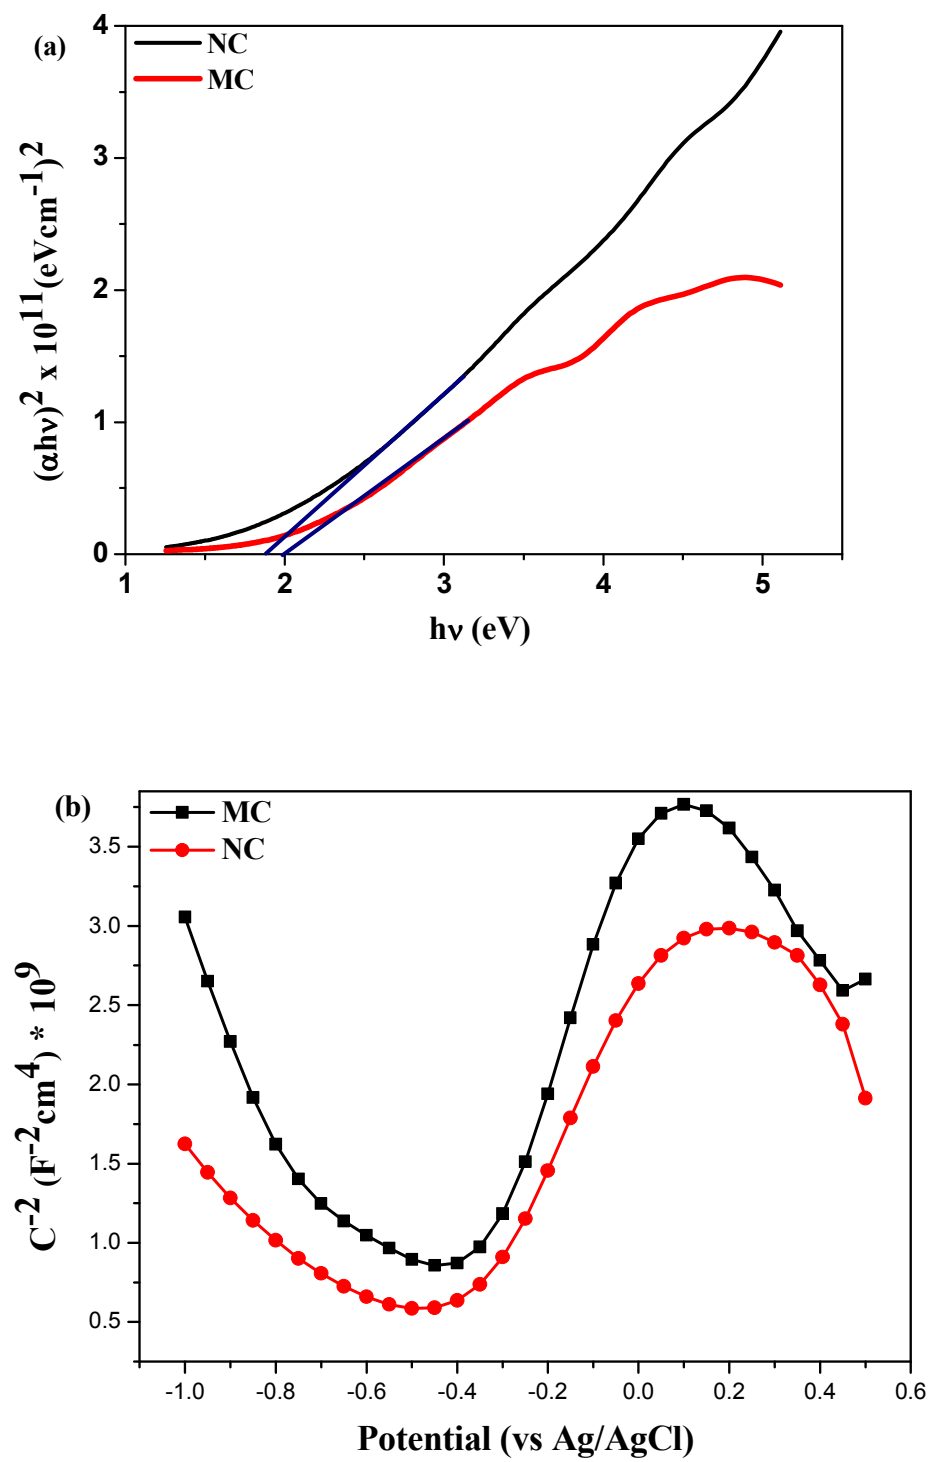 (a)
NC
MC
4
3
2
1
0
(αhν)² x 10¹¹(eVcm⁻¹)²
1 2 3 4 5
hν (eV)
(b)
MC
NC
3.5
3.0
2.5
2.0
1.5
1.0
0.5
C⁻² (F⁻²cm⁴) * 10⁹
-1.0 -0.8 -0.6 -0.4 -0.2 0.0 0.2 0.4 0.6
Potential (vs Ag/AgCl)